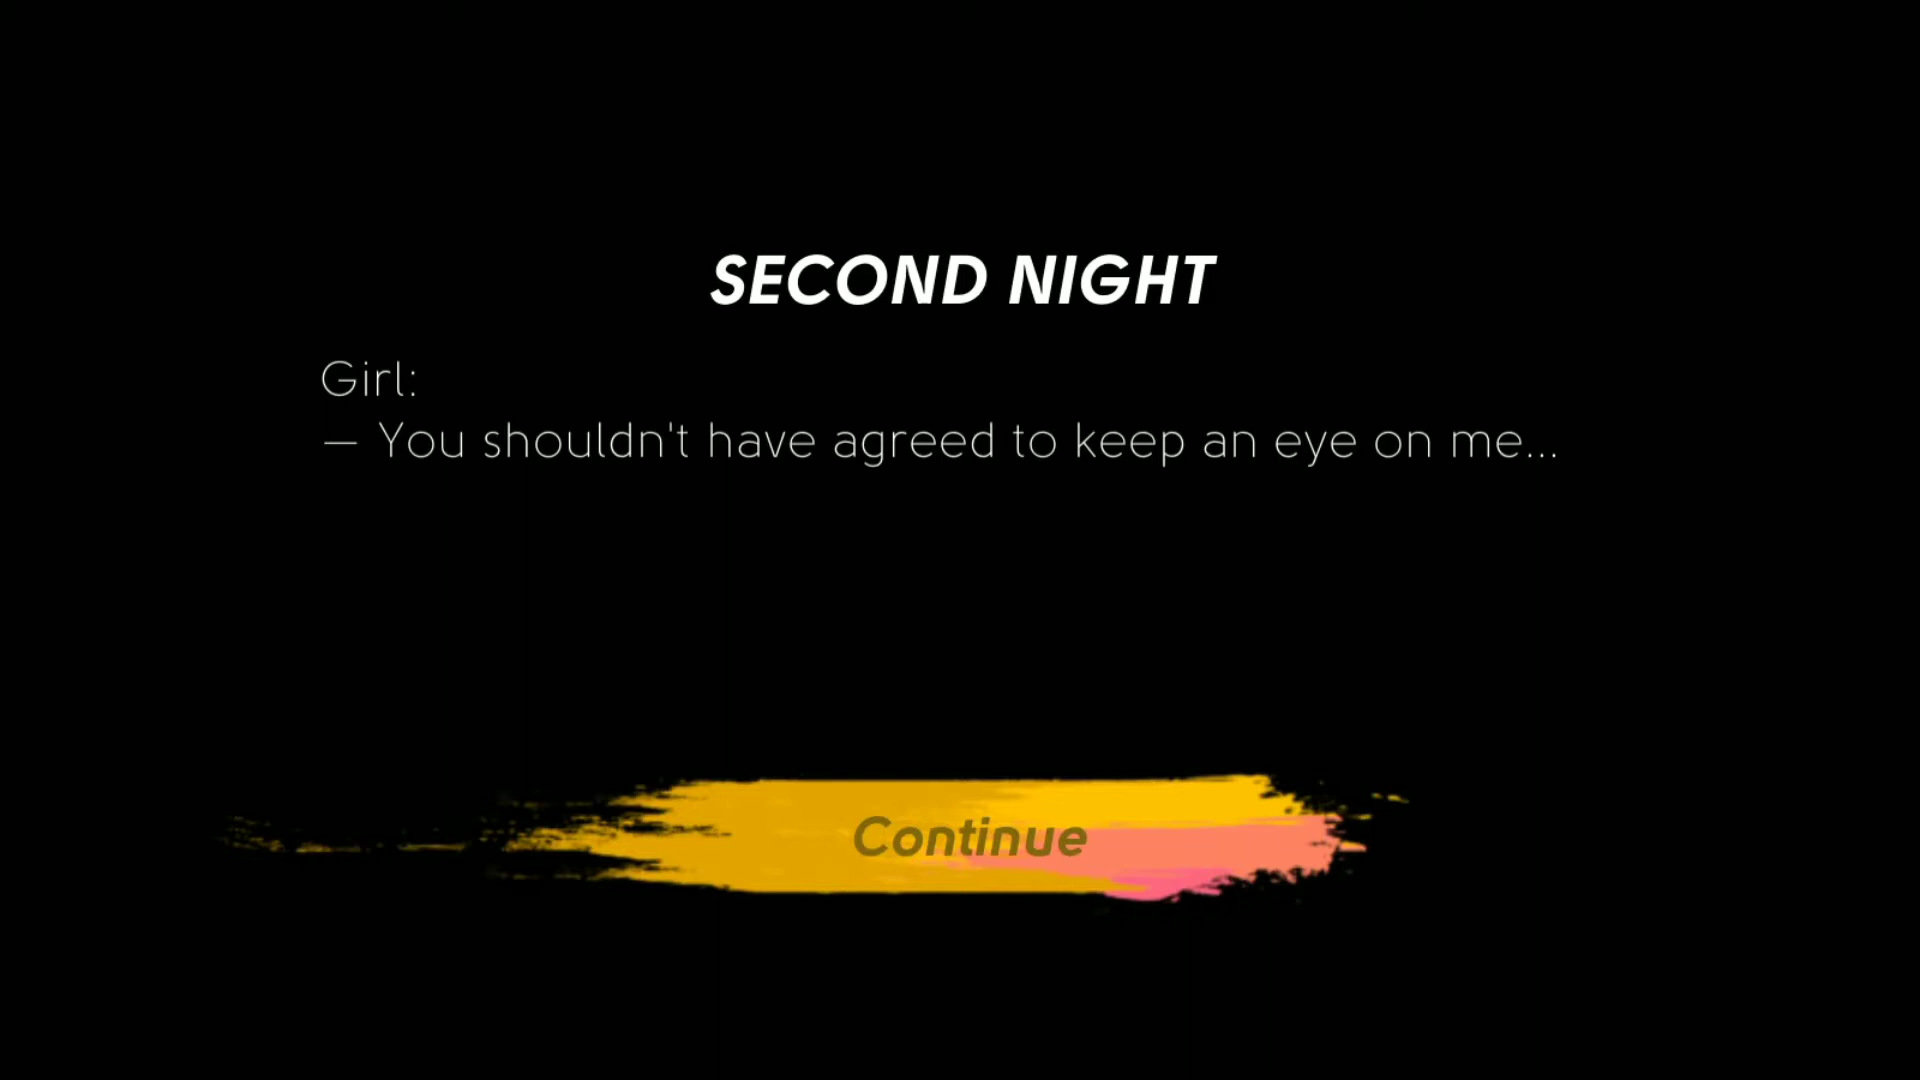 SECOND NIGHT
Girl:
— You shouldn't have agreed to keep an eye on me...
Continue